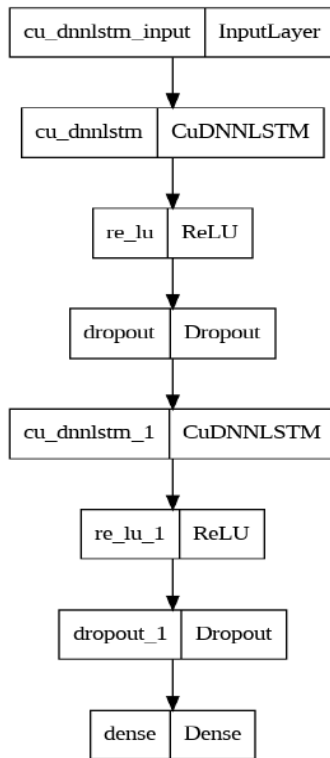 cu_dnnlstm_input InputLayer
cu_dnnlstm CuDNNLSTM
re_lu ReLU
dropout Dropout
cu_dnnlstm_1 CuDNNLSTM
re_lu_1 ReLU
dropout_1 Dropout
dense Dense